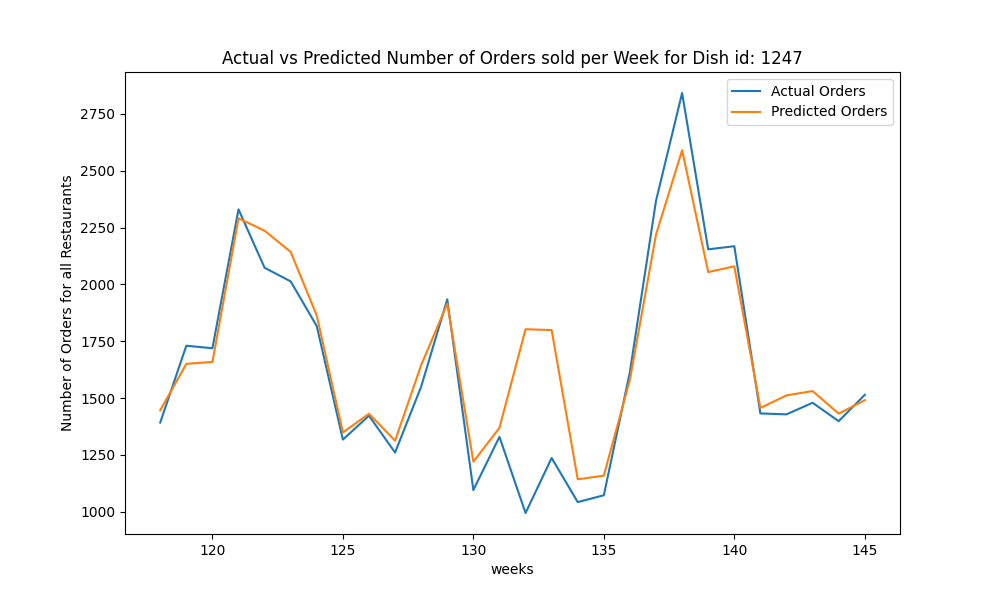 Actual vs Predicted Number of Orders sold per Week for Dish id: 1247
Actual Orders
Predicted Orders
Number of Orders for all Restaurants
2750
2500
2250
2000
1750
1500
1250
1000
120 125 130 135 140 145
weeks